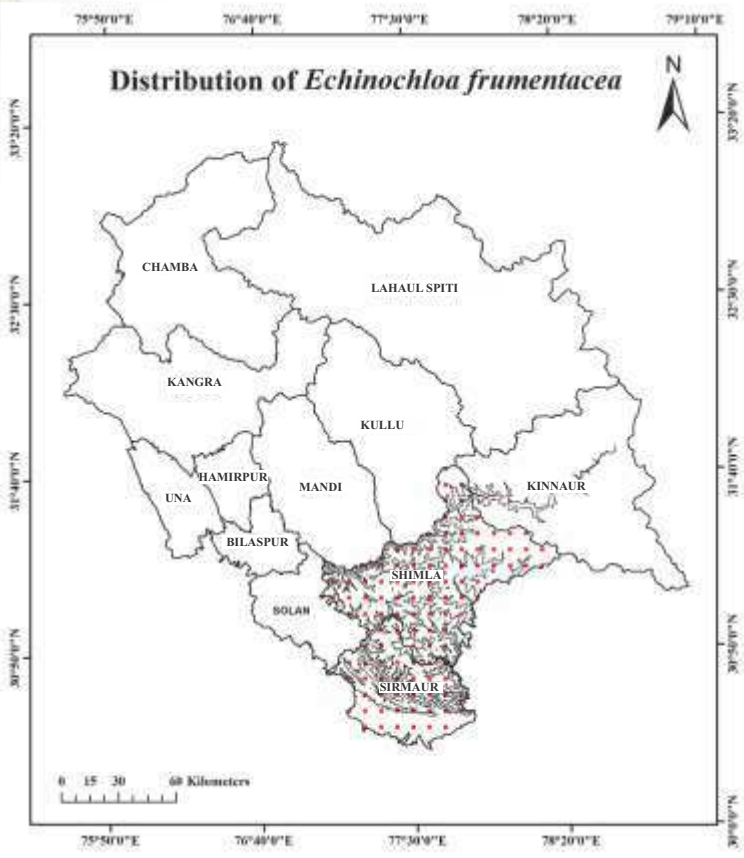 75°50'0"E 76°40'0"E 77°30'0"E 78°20'0"E 79°10'0"E
Distribution of Echinochloa frumentacea
N
33°20'0"N 33°20'0"N
CHAMBA
LAHAUL SPITI
32°30'0"N 32°30'0"N
KANGRA
KULLU
HAMIRPUR
31°40'0"N 31°40'0"N
UNA
MANDI
KINNAUR
BILASPUR
SHIMLA
SOLAN
30°50'0"N 30°50'0"N
SIRMAUR
0 15 30 60 Kilometers
30°0'0"N
75°50'0"E 76°40'0"E 77°30'0"E 78°20'0"E